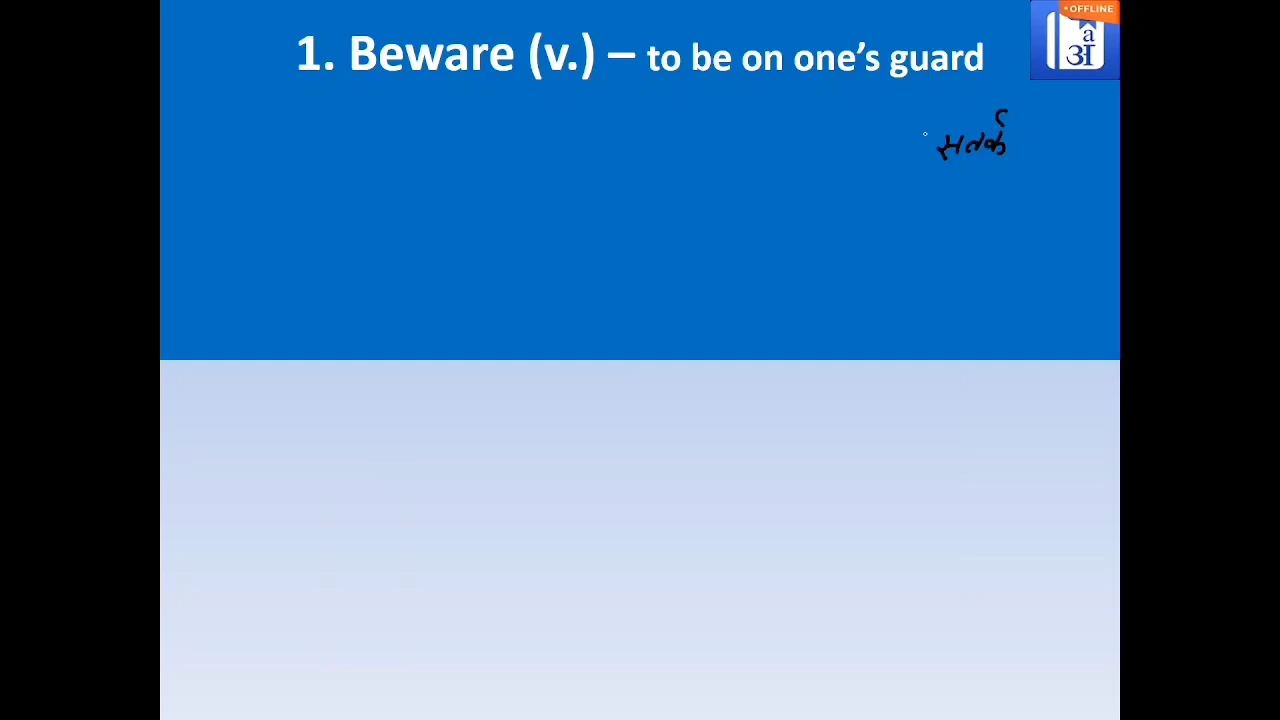 •OFFLINE
a
अ
1. Beware (v.) – to be on one’s guard
सतर्क